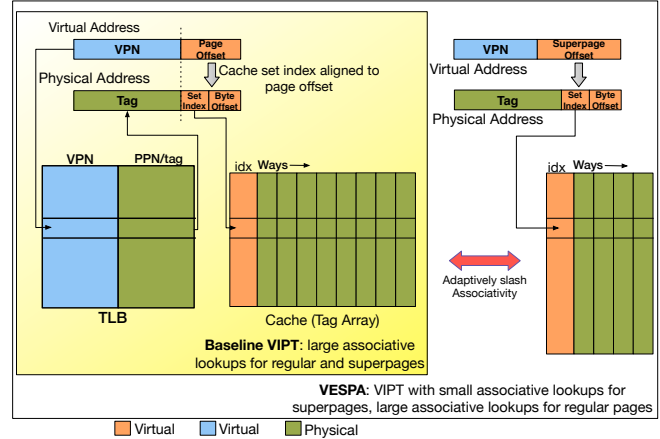 Virtual Address
VPN
Page
Offset
Physical Address
Cache set index aligned to
page offset
Tag
Set
Index
Byte
Offset
VPN
PPN/tag
TLB
idx
Ways
Cache (Tag Array)
Baseline VIPT: large associative
lookups for regular and superpages
VPN
Superpage
Offset
Virtual Address
Tag
Set
Index
Byte
Offset
Physical Address
idx
Ways
Adaptively slash
Associativity
VESPA: VIPT with small associative lookups for
superpages, large associative lookups for regular pages
Virtual
Virtual
Physical